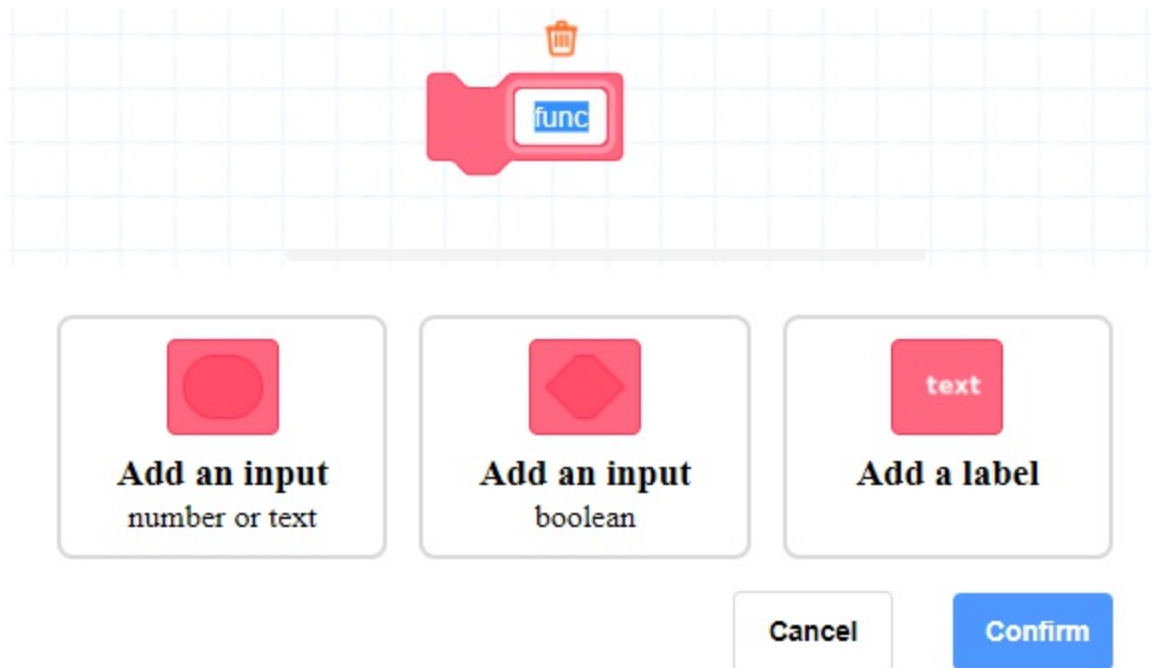 func
text
Add an input
number or text
Add an input
boolean
Add a label
Cancel
Confirm